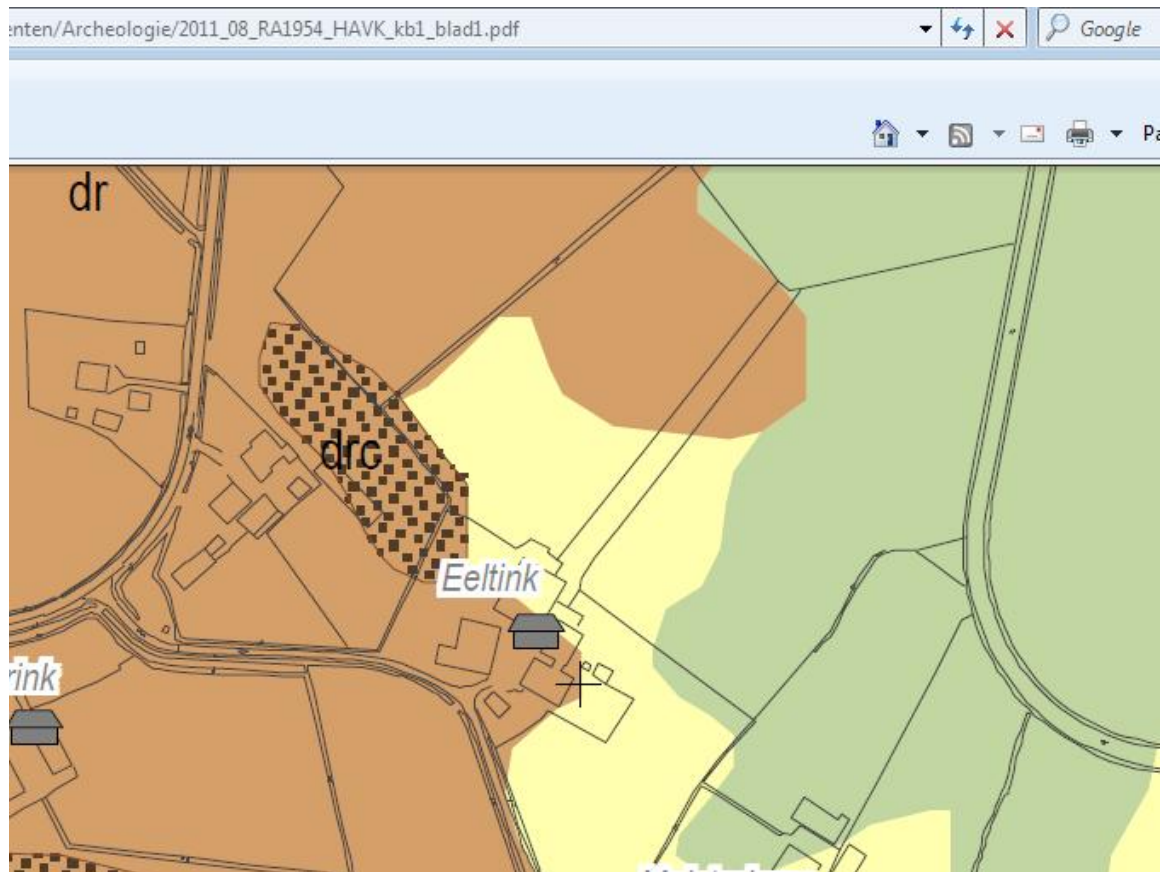 enten/Archeologie/2011_08_RA1954_HAVK_kb1_blad1.pdf
Google
Pa
dr
drc
Eeltink
rink